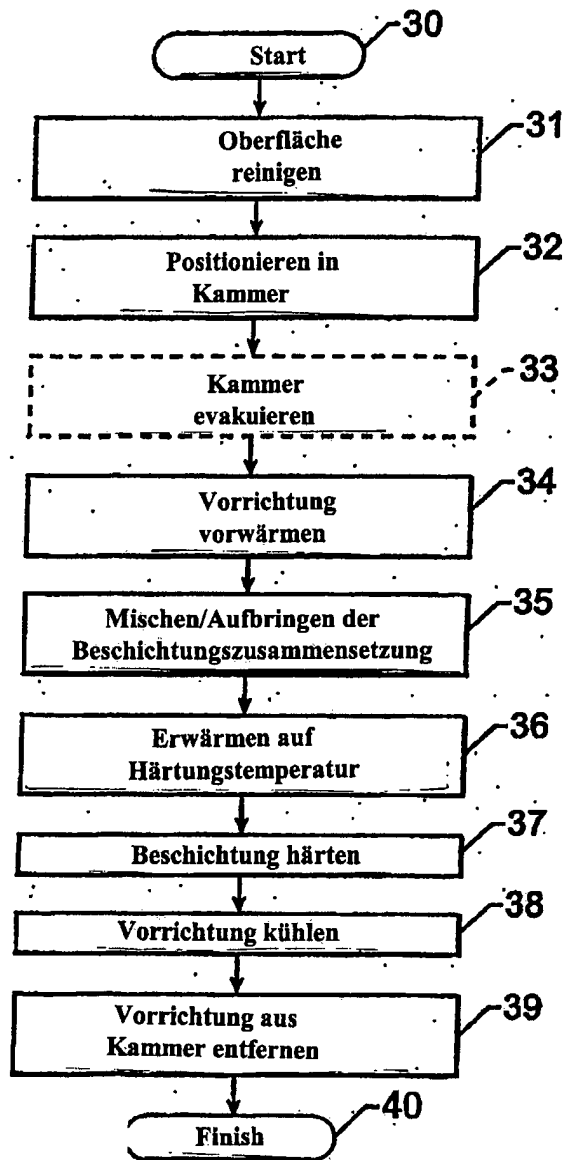 30
Start
31
Oberfläche
reinigen
32
Positionieren in
Kammer
33
Kammer
evakuieren
34
Vorrichtung
vorwärmen
35
Mischen/Aufbringen der
Beschichtungszusammensetzung
36
Erwärmen auf
Härtungstemperatur
37
Beschichtung härten
38
Vorrichtung kühlen
39
Vorrichtung aus
Kammer entfernen
40
Finish